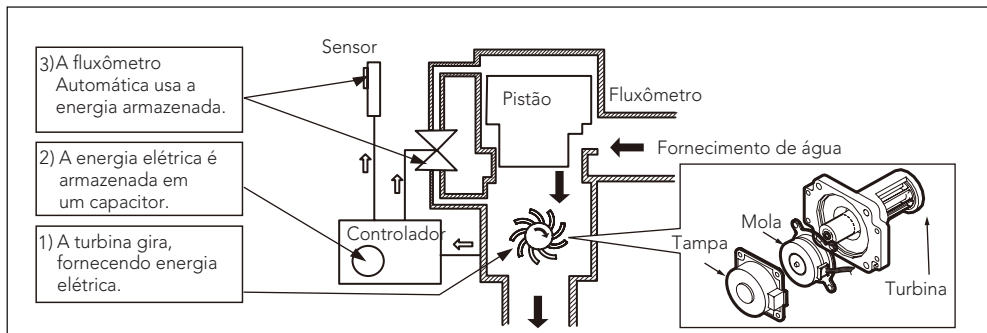 3) A fluxômetro
Automática usa a
energia armazenada.
2) A energia elétrica é
armazenada em
um capacitor.
1) A turbina gira,
fornecendo energia
elétrica.
Sensor
Pistão
Fluxômetro
Fornecimento de água
Controlador
Tampa
Mola
Turbina